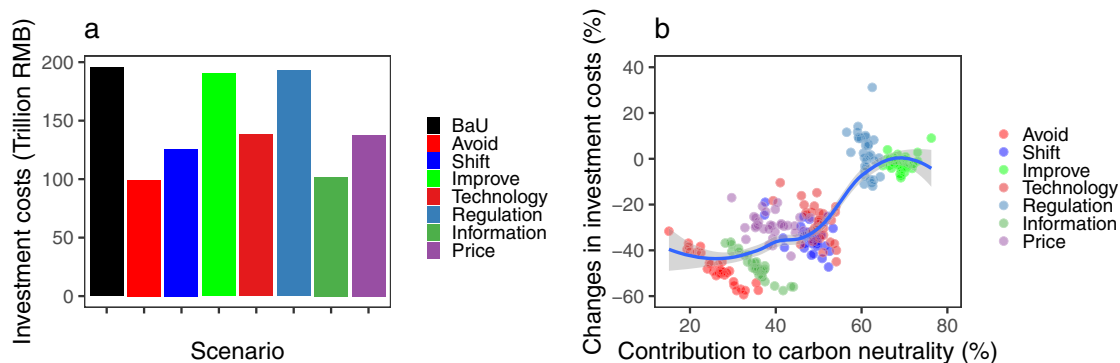 a
Investment costs (Trillion RMB)
200
150
100
50
0
Scenario
BaU
Avoid
Shift
Improve
Technology
Regulation
Information
Price
b
Changes in investment costs (%)
40
20
0
−20
−40
−60
20
40
60
80
Contribution to carbon neutrality (%)
Avoid
Shift
Improve
Technology
Regulation
Information
Price